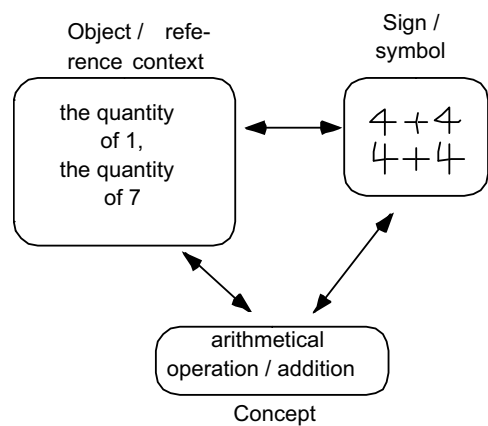 Object / refe-
rence context
Sign /
symbol
the quantity
of 1,
the quantity
of 7
4+4
4+4
arithmetical
operation / addition
Concept